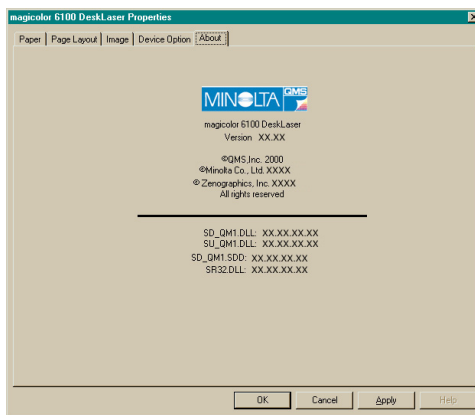 magicolor 6100 DeskLaser Properties
Paper Page Layout Image Device Option About
MINOLTA QMS
magicolor 6100 DeskLaser
Version XX.XX
©QMS,Inc. 2000
©Minolta Co., Ltd. XXXX
© Zenographics, Inc. XXXX
All rights reserved
SD_QM1.DLL: XX.XX.XX.XX
SU_QM1.DLL: XX.XX.XX.XX
SD_QM1.SDD: XX.XX.XX.XX
SR32.DLL: XX.XX.XX.XX
OK Cancel Apply Help